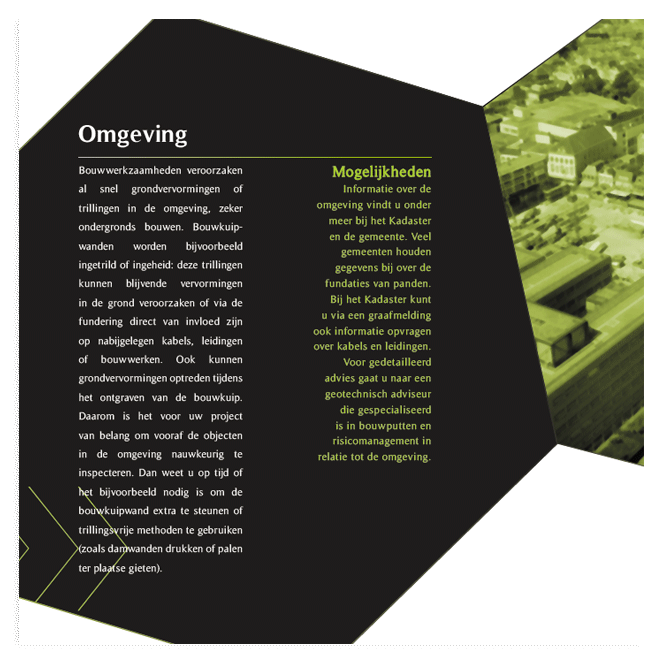 Omgeving
Bouwwerkzaamheden veroorzaken
al snel grondvervormingen of
trillingen in de omgeving, zeker
ondergronds bouwen. Bouwkuip-
wanden worden bijvoorbeeld
ingetrild of ingeheid: deze trillingen
kunnen blijvende vervormingen
in de grond veroorzaken of via de
fundering direct van invloed zijn
op nabijgelegen kabels, leidingen
of bouwwerken. Ook kunnen
grondvervormingen optreden tijdens
het ontgraven van de bouwkuip.
Daarom is het voor uw project
van belang om vooraf de objecten
in de omgeving nauwkeurig te
inspecteren. Dan weet u op tijd of
het bijvoorbeeld nodig is om de
bouwkuipwand extra te steunen of
trillingsvrije methoden te gebruiken
(zoals damwanden drukken of palen
ter plaatse gieten).
Mogelijkheden
Informatie over de
omgeving vindt u onder
meer bij het Kadaster
en de gemeente. Veel
gemeenten houden
gegevens bij over de
fundaties van panden.
Bij het Kadaster kunt
u via een graafmelding
ook informatie opvragen
over kabels en leidingen.
Voor gedetailleerd
advies gaat u naar een
geotechnisch adviseur
die gespecialiseerd
is in bouwputten en
risicomanagement in
relatie tot de omgeving.